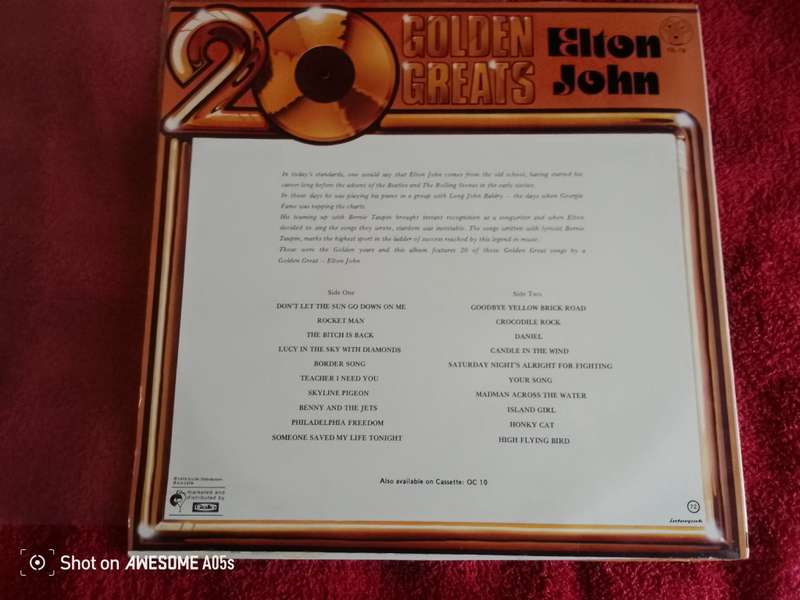 20 GOLDEN GREATS
Elton John
In today's standards, one would say that Elton John comes from the old school, having started his
career long before the advent of the Beatles and The Rolling Stones in the early sixties.
In those days he was playing his piano in a group with Long John Baldry – the days when Georgie
Fame was topping the charts.
His teaming up with Bernie Taupin brought instant recognition as a songwriter and when Elton
decided to sing the songs they wrote, stardom was inevitable. The songs written with lyricist Bernie
Taupin, marks the highest spot in the ladder of success reached by this legend in music.
These were the Golden years and this album features 20 of those Golden Great songs by a
Golden Great – Elton John
Side One
DON'T LET THE SUN GO DOWN ON ME
ROCKET MAN
THE BITCH IS BACK
LUCY IN THE SKY WITH DIAMONDS
BORDER SONG
TEACHER I NEED YOU
SKYLINE PIGEON
BENNY AND THE JETS
PHILADELPHIA FREEDOM
SOMEONE SAVED MY LIFE TONIGHT
Side Two
GOODBYE YELLOW BRICK ROAD
CROCODILE ROCK
DANIEL
CANDLE IN THE WIND
SATURDAY NIGHT'S ALRIGHT FOR FIGHTING
YOUR SONG
MADMAN ACROSS THE WATER
ISLAND GIRL
HONKY CAT
HIGH FLYING BIRD
Also available on Cassette: OC 10
marketed and
distributed by
Gallo
72
interpak
Shot on AWESOME A05s